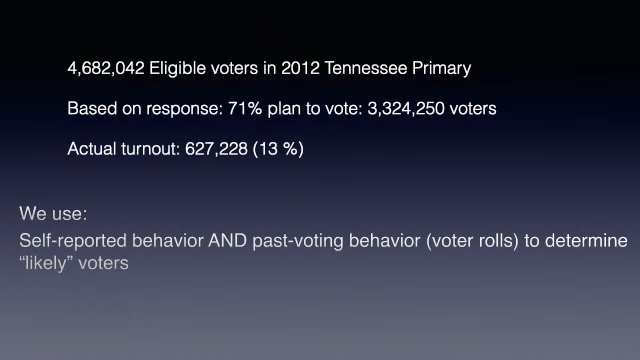 4,682,042 Eligible voters in 2012 Tennessee Primary
Based on response: 71% plan to vote: 3,324,250 voters
Actual turnout: 627,228 (13 %)
We use:
Self-reported behavior AND past-voting behavior (voter rolls) to determine
“likely” voters